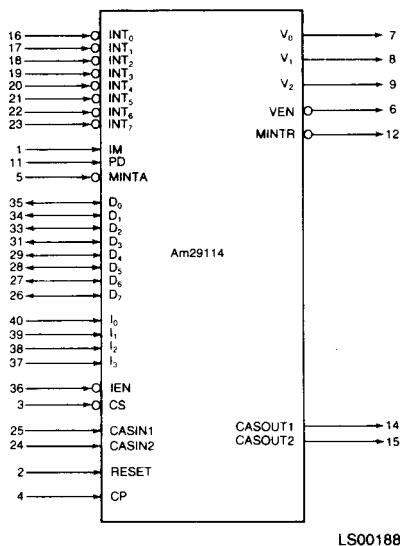 16 INT₀ V₀ 7
17 INT₁
18 INT₂ V₁ 8
19 INT₃
20 INT₄ V₂ 9
21 INT₅
22 INT₆ VEN 6
23 INT₇
MINTR 12
1 IM
11 PD
5 MINTA
35 D₀
34 D₁
33 D₂
31 D₃
29 D₄ Am29114
28 D₅
27 D₆
26 D₇
40 I₀
39 I₁
38 I₂
37 I₃
36 IEN
3 CS
25 CASIN1 CASOUT1 14
24 CASIN2 CASOUT2 15
2 RESET
4 CP
LS00188